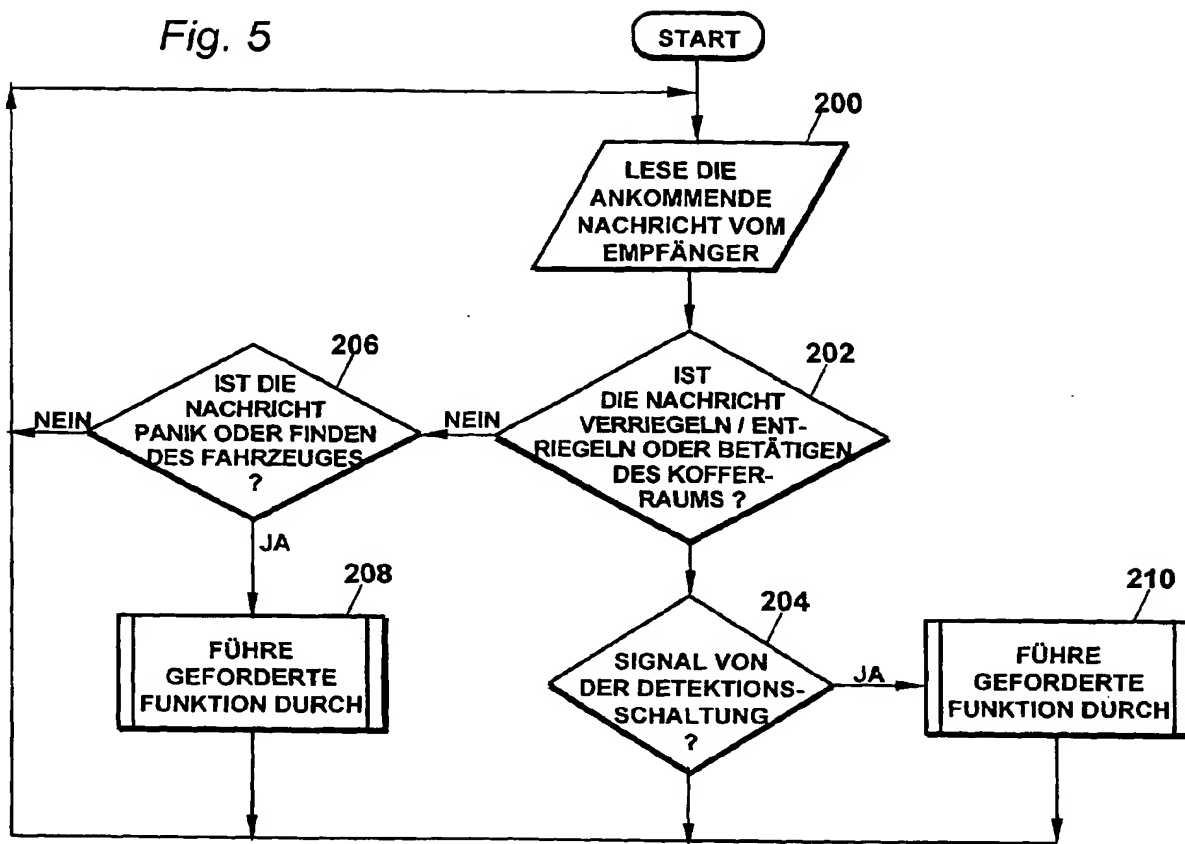 Fig. 5
START
200
LESE DIE
ANKOMMENDE
NACHRICHT VOM
EMPFÄNGER
202
IST
DIE NACHRICHT
VERRIEGELN / ENT-
RIEGELN ODER BETÄTIGEN
DES KOFFER-
RAUMS ?
NEIN
206
IST DIE
NACHRICHT
PANIK ODER FINDEN
DES FAHRZEUGES
?
NEIN
JA
208
FÜHRE
GEFORDERTE
FUNKTION DURCH
204
SIGNAL VON
DER DETEKTIONS-
SCHALTUNG
?
JA
210
FÜHRE
GEFORDERTE
FUNKTION DURCH